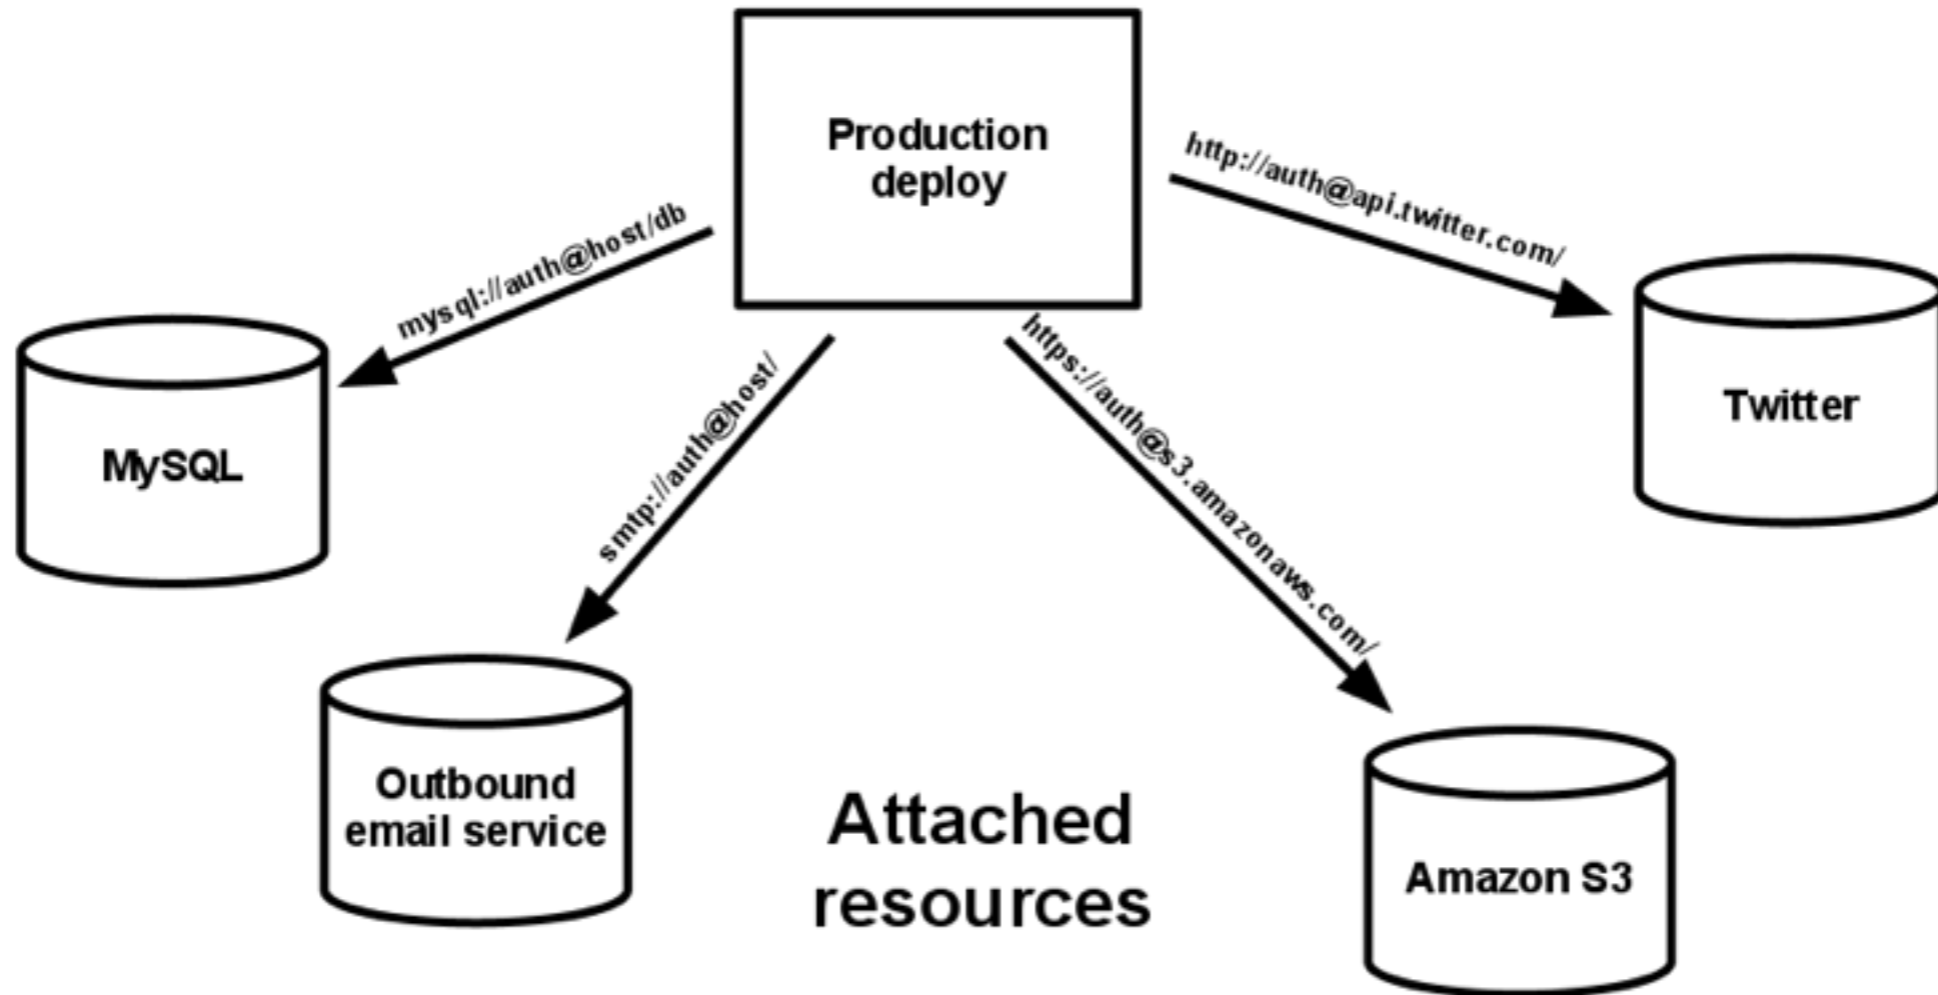 Production
deploy
mysql://auth@host/db
http://auth@api.twitter.com/
smtp://auth@host/
https://auth@s3.amazonaws.com/
MySQL
Twitter
Outbound
email service
Attached
resources
Amazon S3